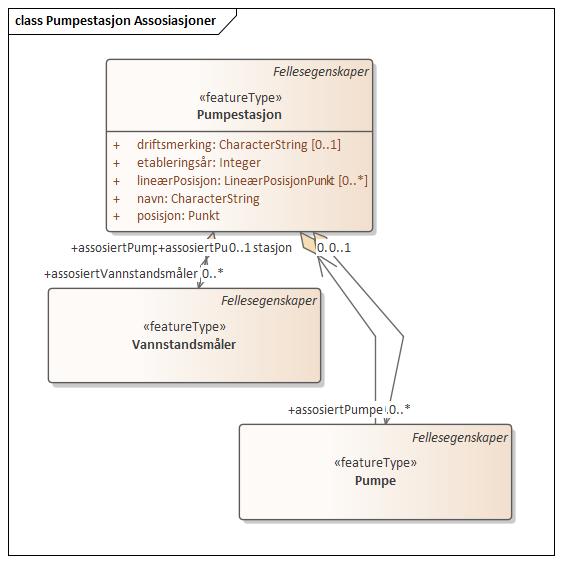 class Pumpestasjon Assosiasjoner
Fellesegenskaper
«featureType»
Pumpestasjon
+ driftsmerking: CharacterString [0..1]
+ etableringsår: Integer
+ lineærPosisjon: LineærPosisjonPunkt [0..*]
+ navn: CharacterString
+ posisjon: Punkt
+assosiertPump +assosiertPu 0..1 stasjon 0. 0..1
+assosiertVannstandsmåler 0..*
Fellesegenskaper
«featureType»
Vannstandsmåler
+assosiertPumpe 0..*
Fellesegenskaper
«featureType»
Pumpe